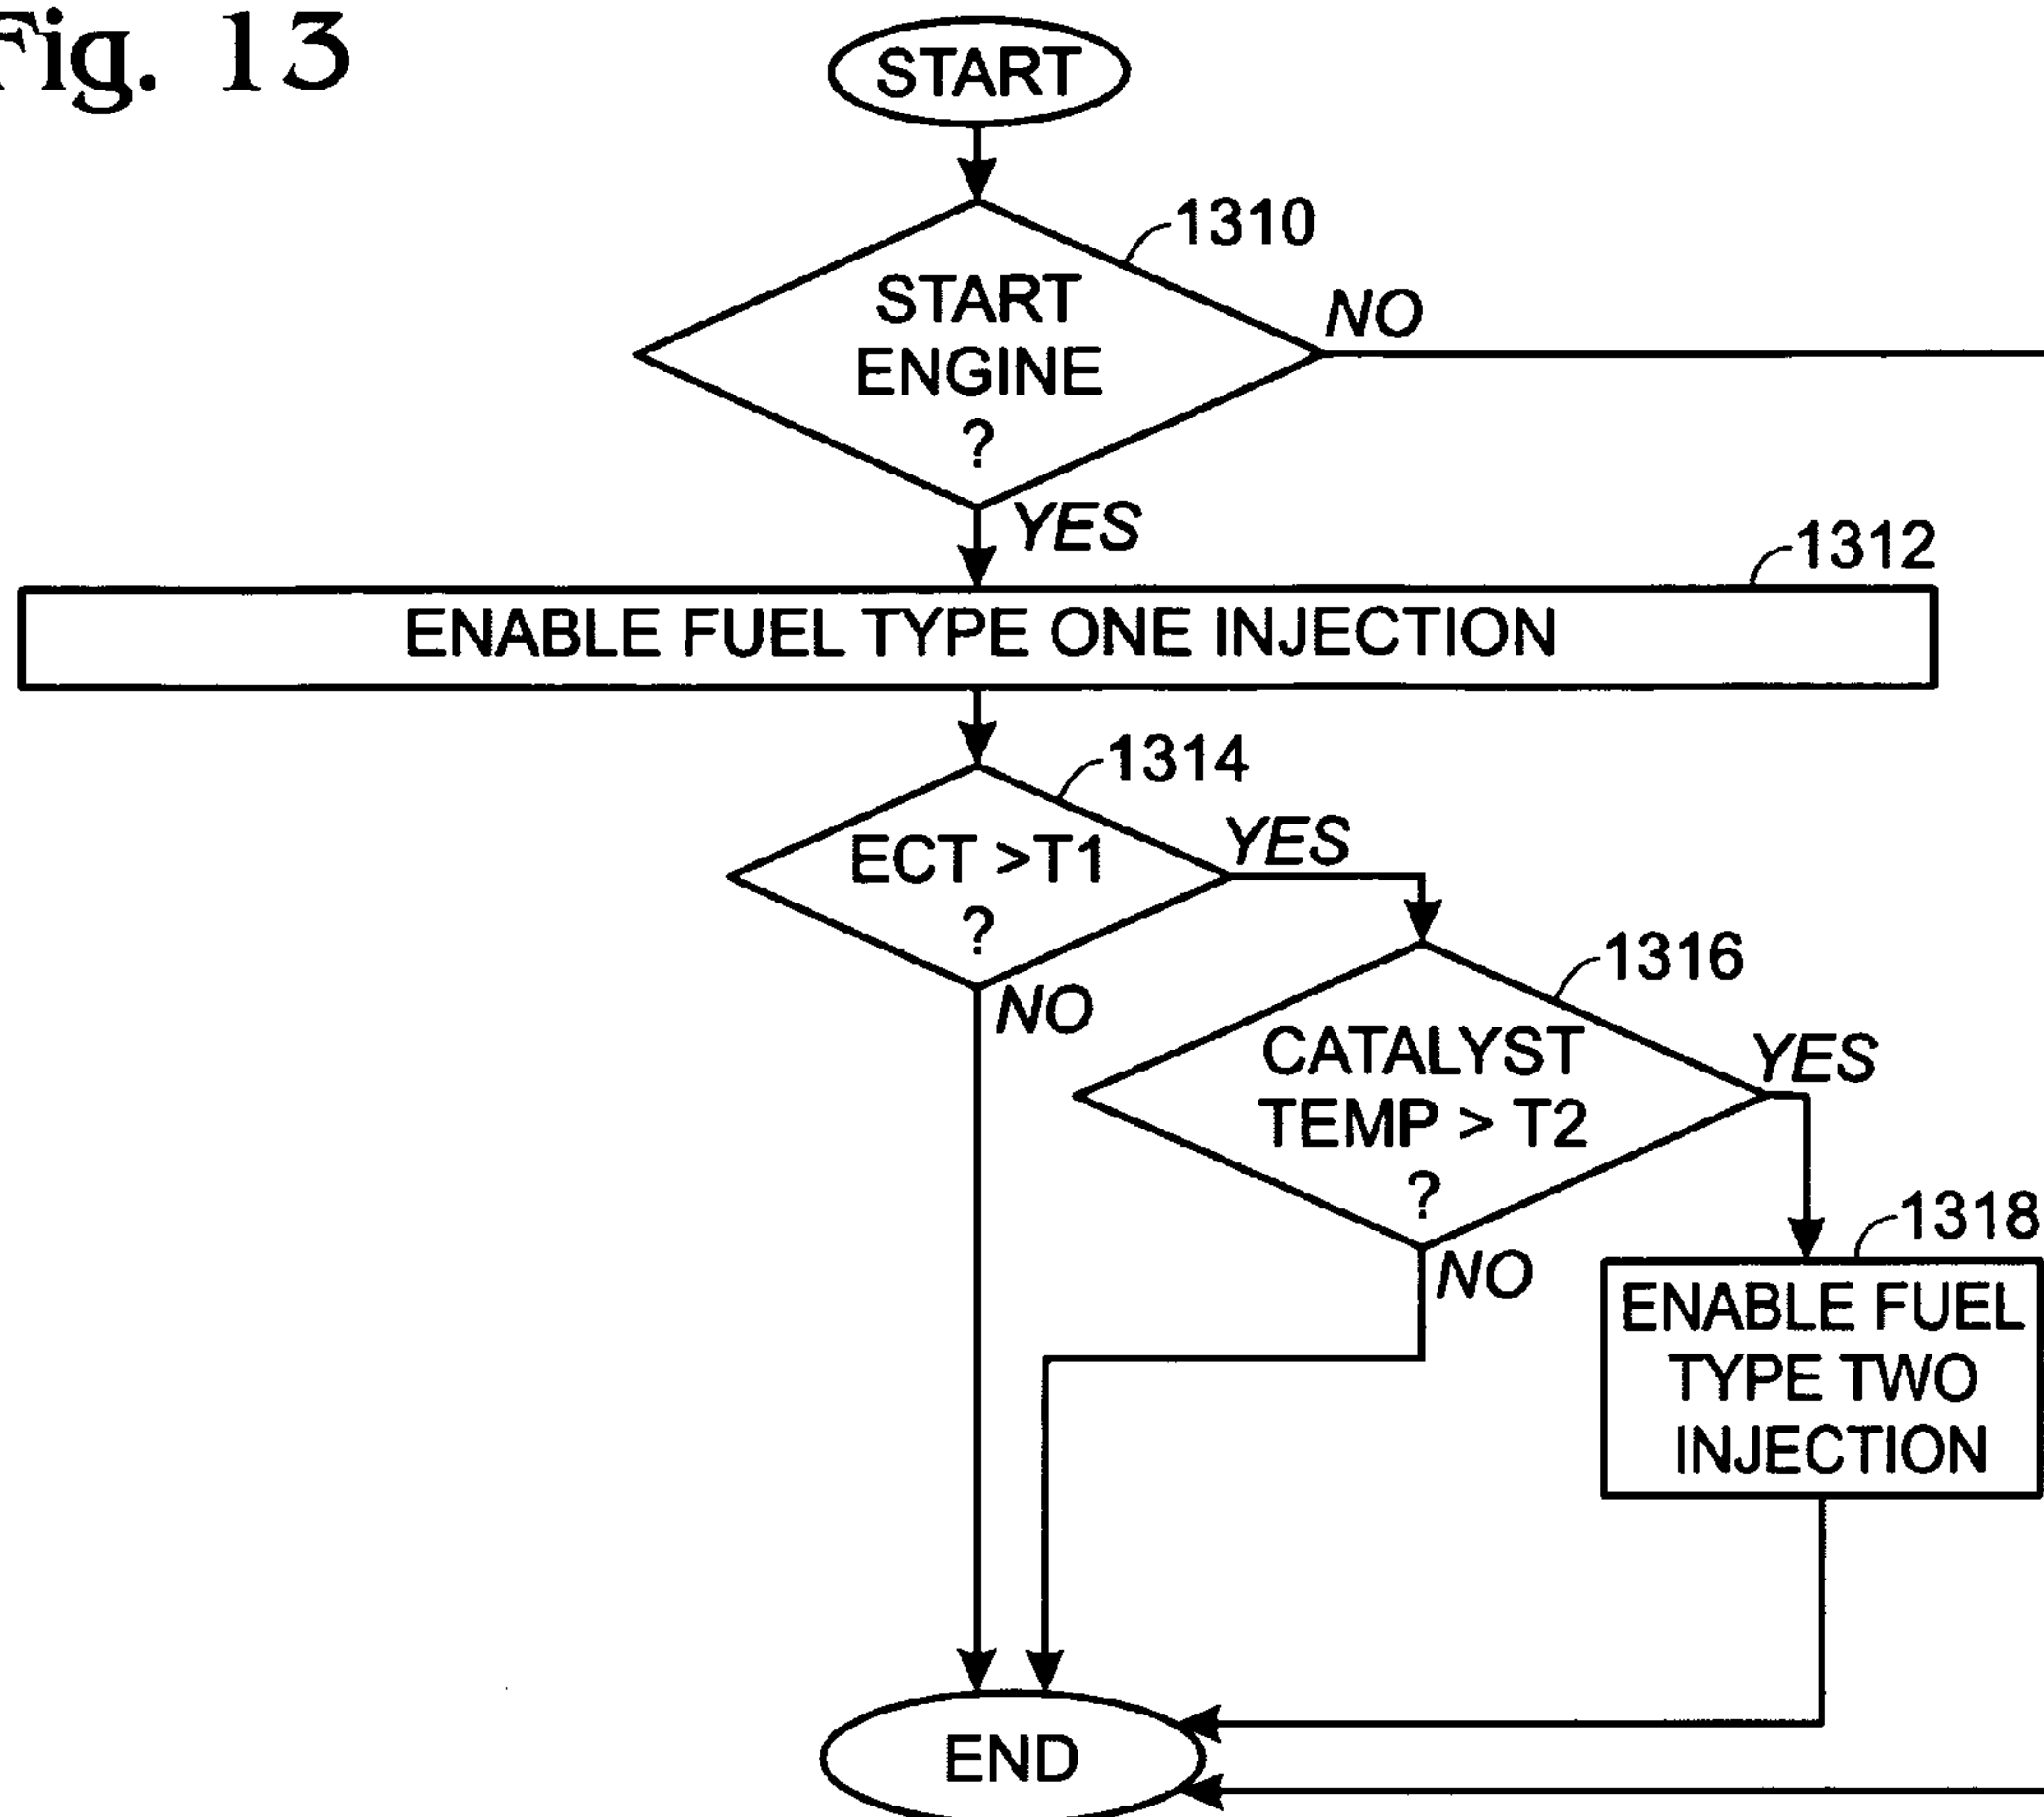 Fig. 13
START
1310
START
ENGINE
?
NO
YES
1312
ENABLE FUEL TYPE ONE INJECTION
1314
ECT >T1
?
YES
NO
1316
CATALYST
TEMP > T2
?
YES
NO
1318
ENABLE FUEL
TYPE TWO
INJECTION
END